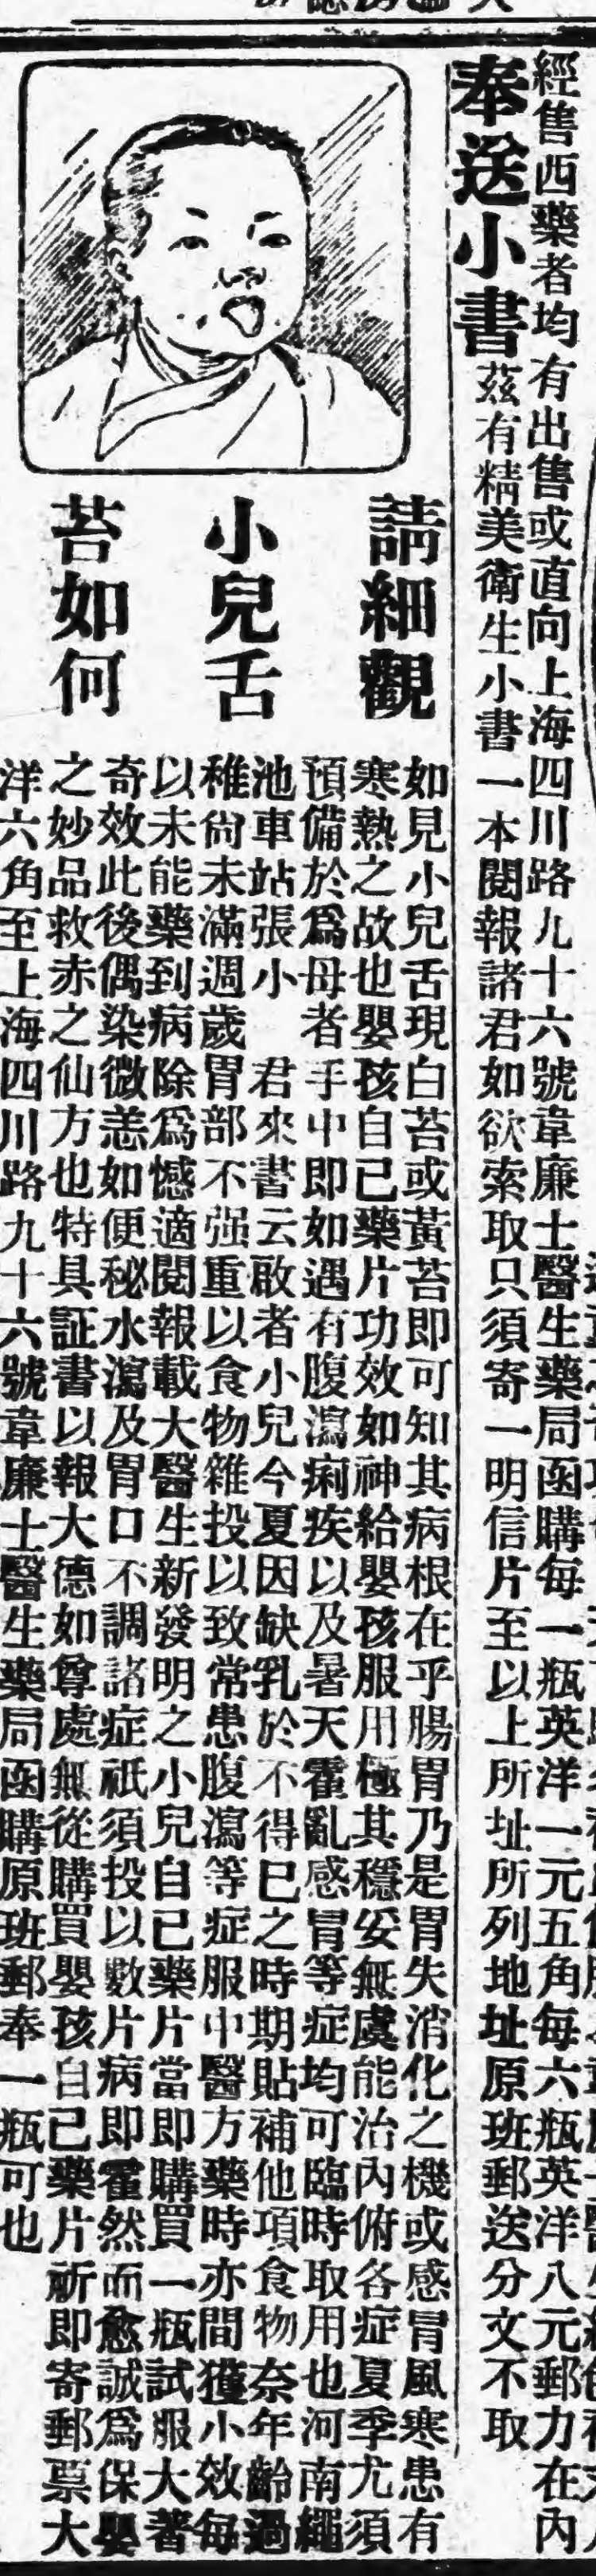 經售西藥者均有出售或直向上海四川路九十六號韋廉士醫生藥局函購每一瓶英洋一元五角每六瓶英洋八元郵力在內
奉送小書 茲有精美衛生小書一本閱報諸君如欲索取只須寄一明信片至以上所址所列地址原班郵送分文不取
請細觀
小兒舌
苔如何
如見小兒舌現白苔或黃苔即可知其病根在乎腸胃乃是胃失消化之機或感冒風寒患有
寒熱之故也嬰孩自己藥片功效如神給嬰孩服用極其穩妥無虞能治內俯各症夏季尤須
預備於爲母者手中即如遇有腹瀉痢疾以及暑天霍亂感冒等症均可臨時取用也河南繩
池車站張小 君來書云啟者小兒今夏因缺乳於不得已之時期貼補他項食物奈年齡過
稚尙未滿週歲 胃部不强重以食物雜投以致常患腹瀉等症服中醫方藥時亦間獲小效每
以未能藥到病除爲憾適閱報載大醫生新發明之小兒自已藥片當即購買一瓶試服大著
奇效此後偶染微恙如便秘水瀉及胃口不調諸症祇須投以數片病即霍然而愈誠爲保嬰
之妙品救赤之仙方也特具証書以報大德如尊處無從購買嬰孩自已藥片祈即寄郵票大
洋六角至上海四川路九十六號韋廉士醫生藥局函購原班郵奉一瓶可也